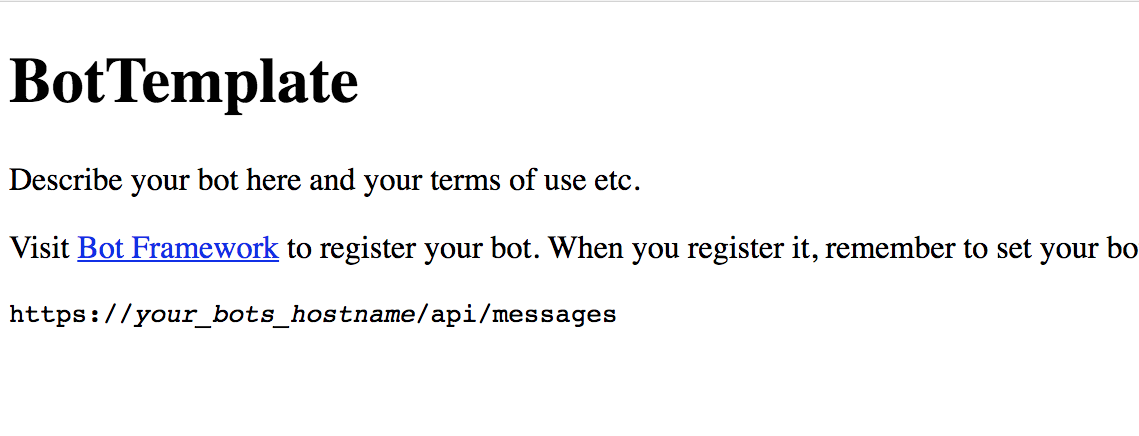 BotTemplate
Describe your bot here and your terms of use etc.
Visit Bot Framework to register your bot. When you register it, remember to set your bo
https://your_bots_hostname/api/messages